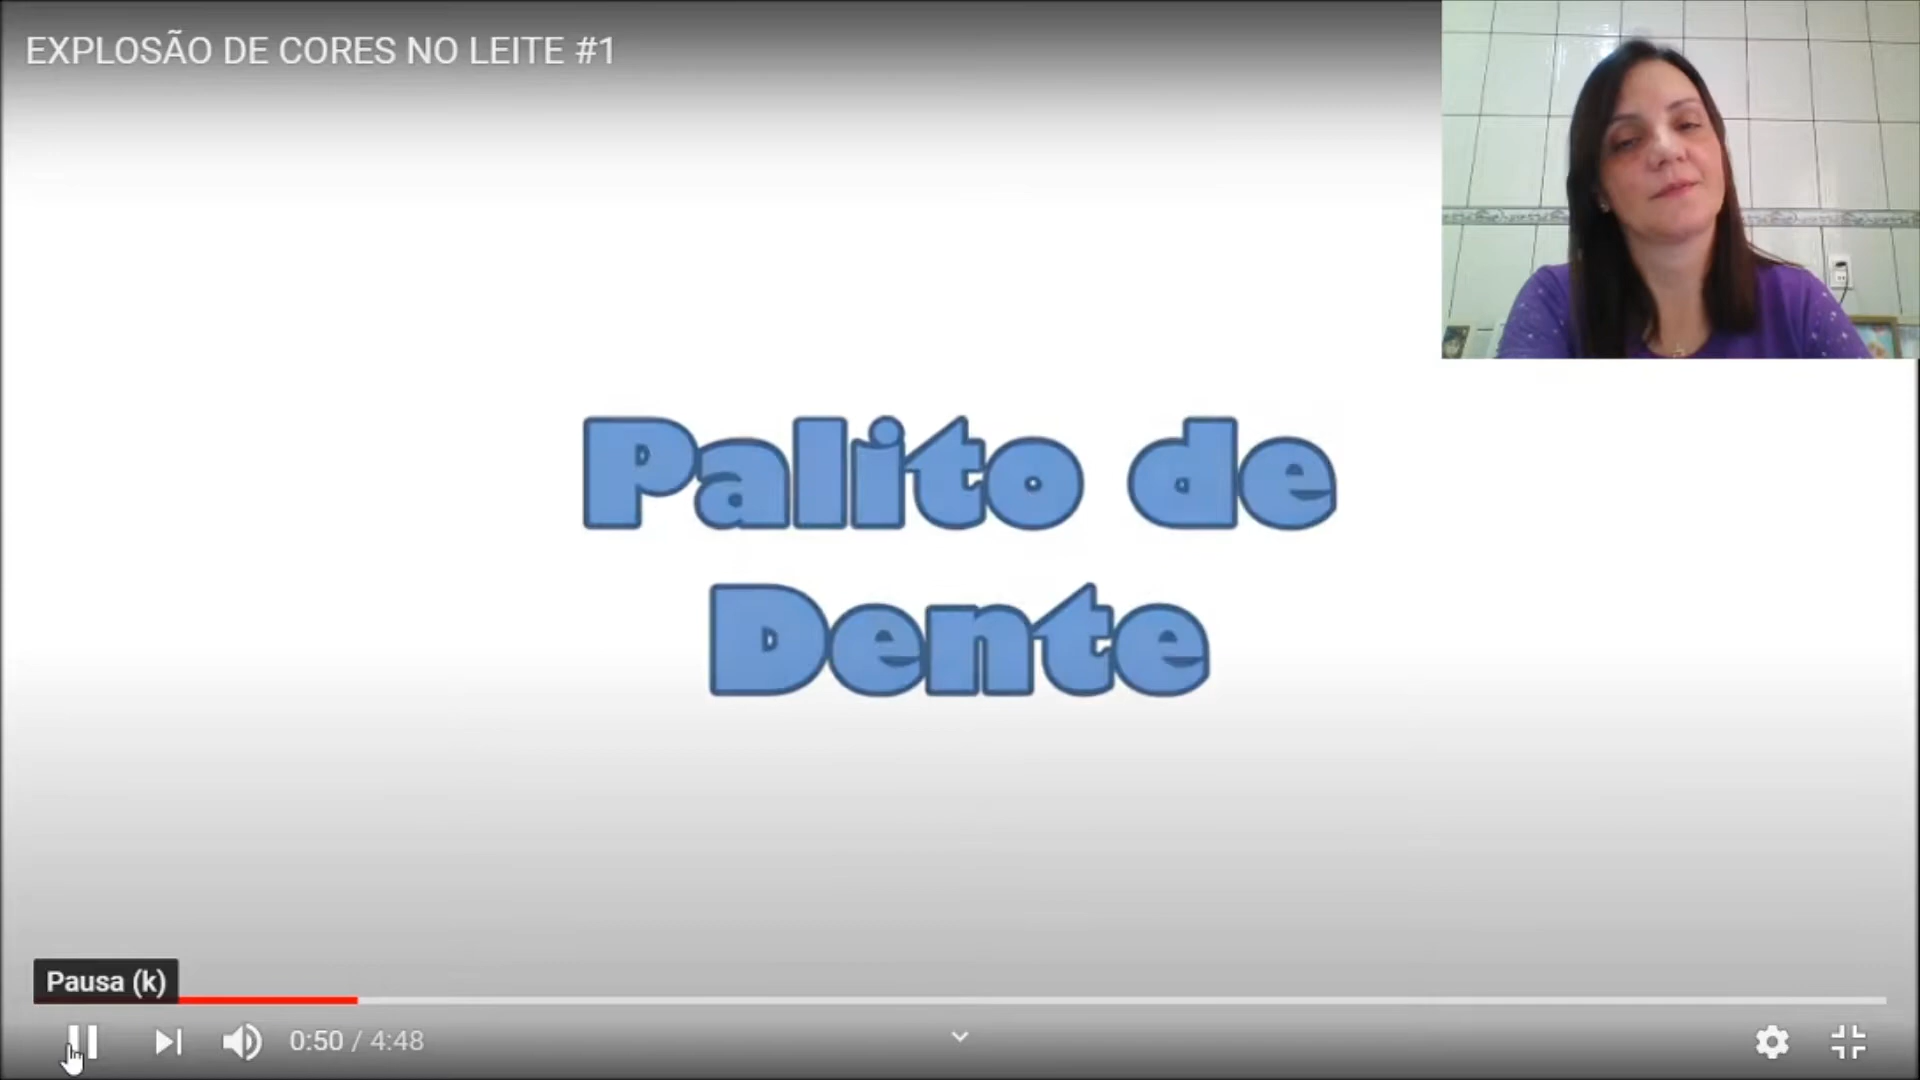 EXPLOSÃO DE CORES NO LEITE #1
Palito de
Dente
Pausa (k)
0:50 / 4:48